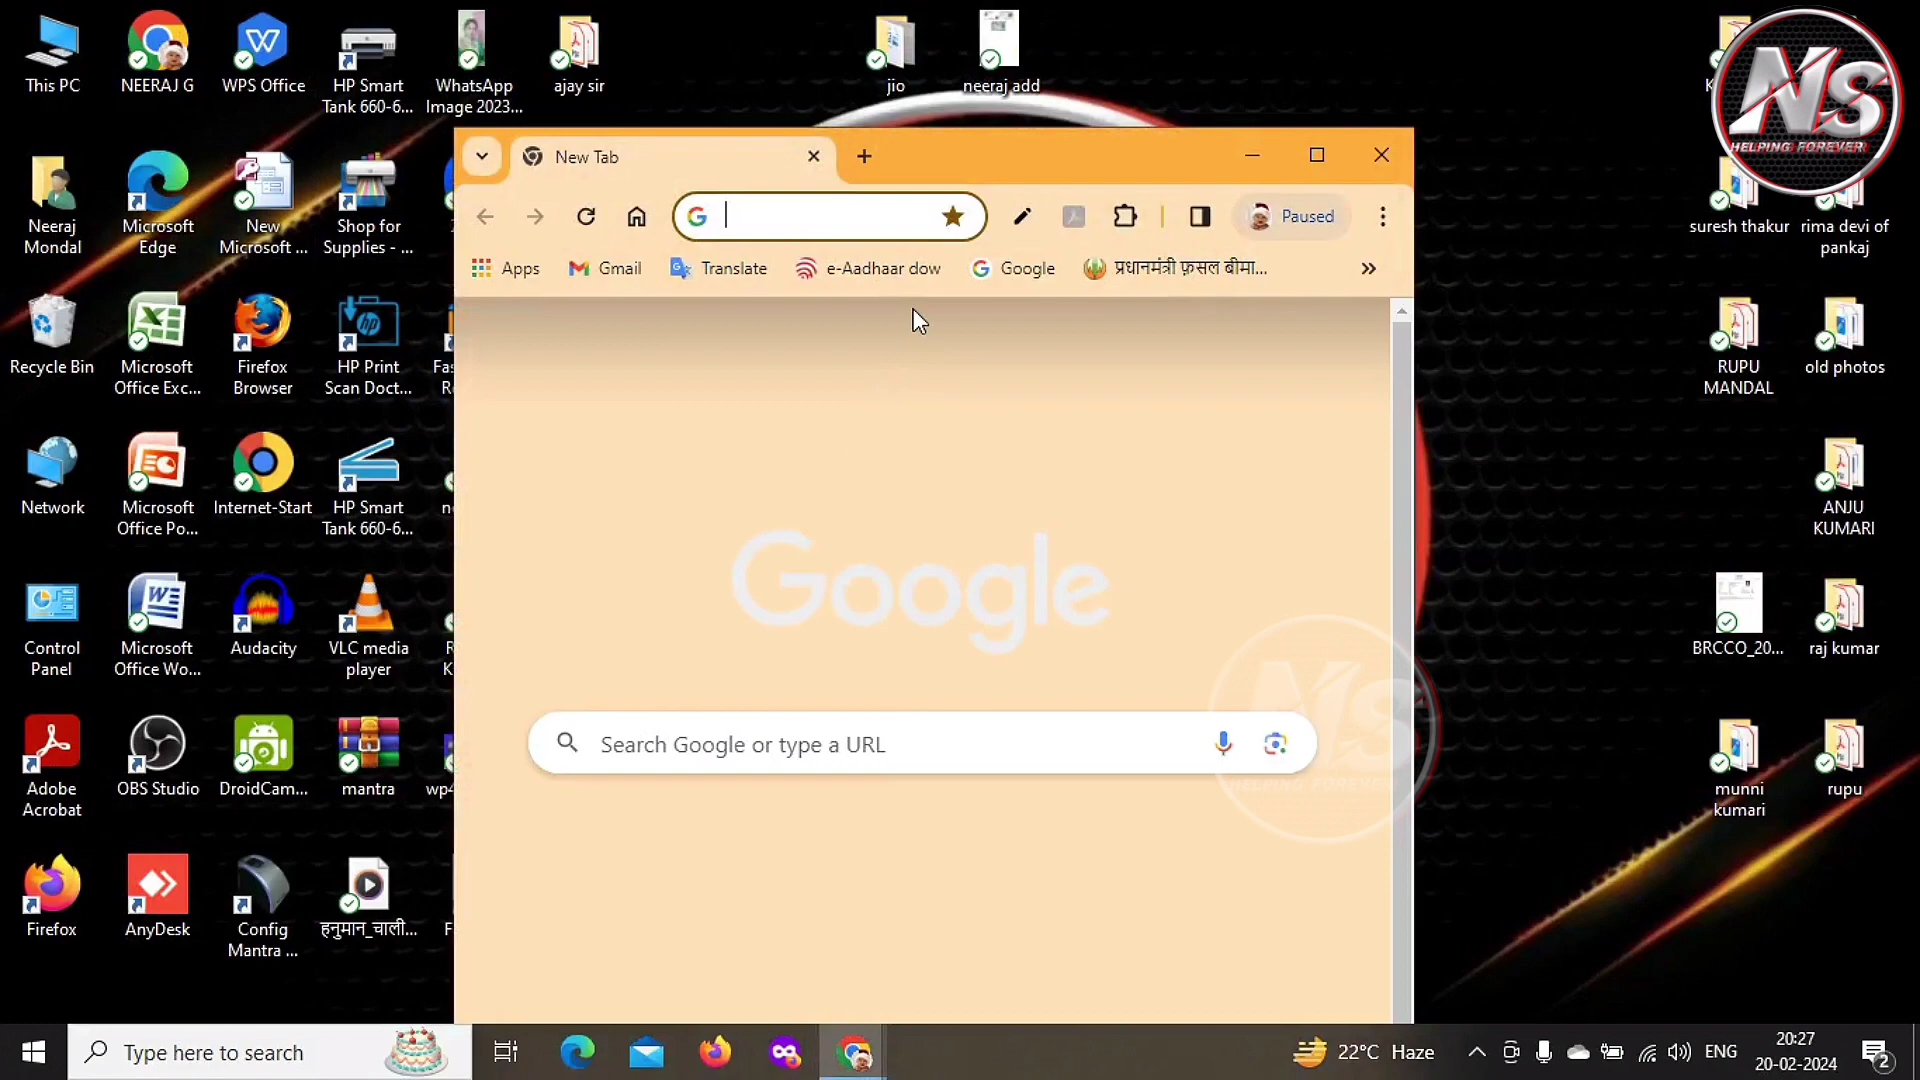 This PC
NEERAJ G
WPS Office
HP Smart
Tank 660-6...
WhatsApp
Image 2023...
ajay sir
jio
neeraj add
NS
HELPING FOREVER
New Tab
Neeraj
Mondal
Microsoft
Edge
New
Microsoft ...
Shop for
Supplies - ...
Paused
suresh thakur
rima devi of
pankaj
Apps
Gmail
Translate
e-Aadhaar dow
Google
प्रधानमंत्री फ़सल बीमा...
Recycle Bin
Microsoft
Office Exc...
Firefox
Browser
HP Print
Scan Doct...
RUPU
MANDAL
old photos
Network
Microsoft
Office Po...
Internet-Start
HP Smart
Tank 660-6...
ANJU
KUMARI
Google
Control
Panel
Microsoft
Office Wo...
Audacity
VLC media
player
BRCCO_20...
raj kumar
NS
HELPING FOREVER
Search Google or type a URL
Adobe
Acrobat
OBS Studio
DroidCam...
mantra
munni
kumari
rupu
Firefox
AnyDesk
Config
Mantra ...
हनुमान_चाली...
Type here to search
22°C Haze
ENG
20:27
20-02-2024
2